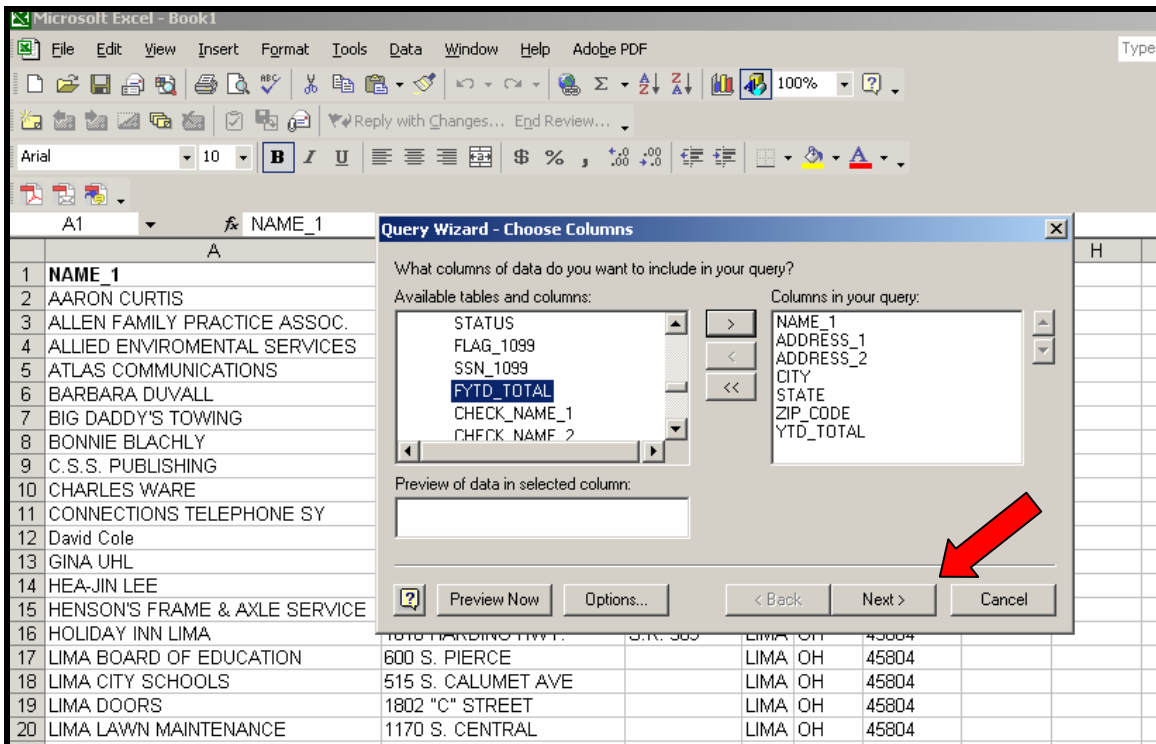 Microsoft Excel - Book1
File Edit View Insert Format Tools Data Window Help Adobe PDF Type
100%
Reply with Changes... End Review...
Arial 10 B I U $ % ,
A1 fx NAME_1
Query Wizard - Choose Columns
What columns of data do you want to include in your query?
Available tables and columns: Columns in your query:
STATUS
FLAG_1099
SSN_1099
FYTD_TOTAL
CHECK_NAME_1
CHECK_NAME_2
>
<
<<
NAME_1
ADDRESS_1
ADDRESS_2
CITY
STATE
ZIP_CODE
YTD_TOTAL
Preview of data in selected column:
Preview Now Options... < Back Next > Cancel
A H
1 NAME_1
2 AARON CURTIS
3 ALLEN FAMILY PRACTICE ASSOC.
4 ALLIED ENVIROMENTAL SERVICES
5 ATLAS COMMUNICATIONS
6 BARBARA DUVALL
7 BIG DADDY'S TOWING
8 BONNIE BLACHLY
9 C.S.S. PUBLISHING
10 CHARLES WARE
11 CONNECTIONS TELEPHONE SY
12 David Cole
13 GINA UHL
14 HEA-JIN LEE
15 HENSON'S FRAME & AXLE SERVICE
16 HOLIDAY INN LIMA LIMA OH 45804
17 LIMA BOARD OF EDUCATION 600 S. PIERCE LIMA OH 45804
18 LIMA CITY SCHOOLS 515 S. CALUMET AVE LIMA OH 45804
19 LIMA DOORS 1802 "C" STREET LIMA OH 45804
20 LIMA LAWN MAINTENANCE 1170 S. CENTRAL LIMA OH 45804